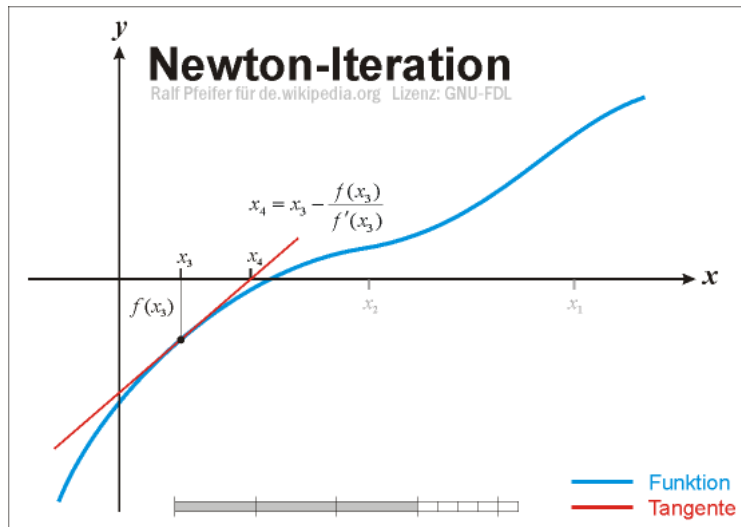 y
Newton-Iteration
Ralf Pfeifer für de.wikipedia.org Lizenz: GNU-FDL
x₄ = x₃ − f(x₃)/f'(x₃)
x₃ x₄
x
f(x₃)
x₂ x₁
Funktion
Tangente